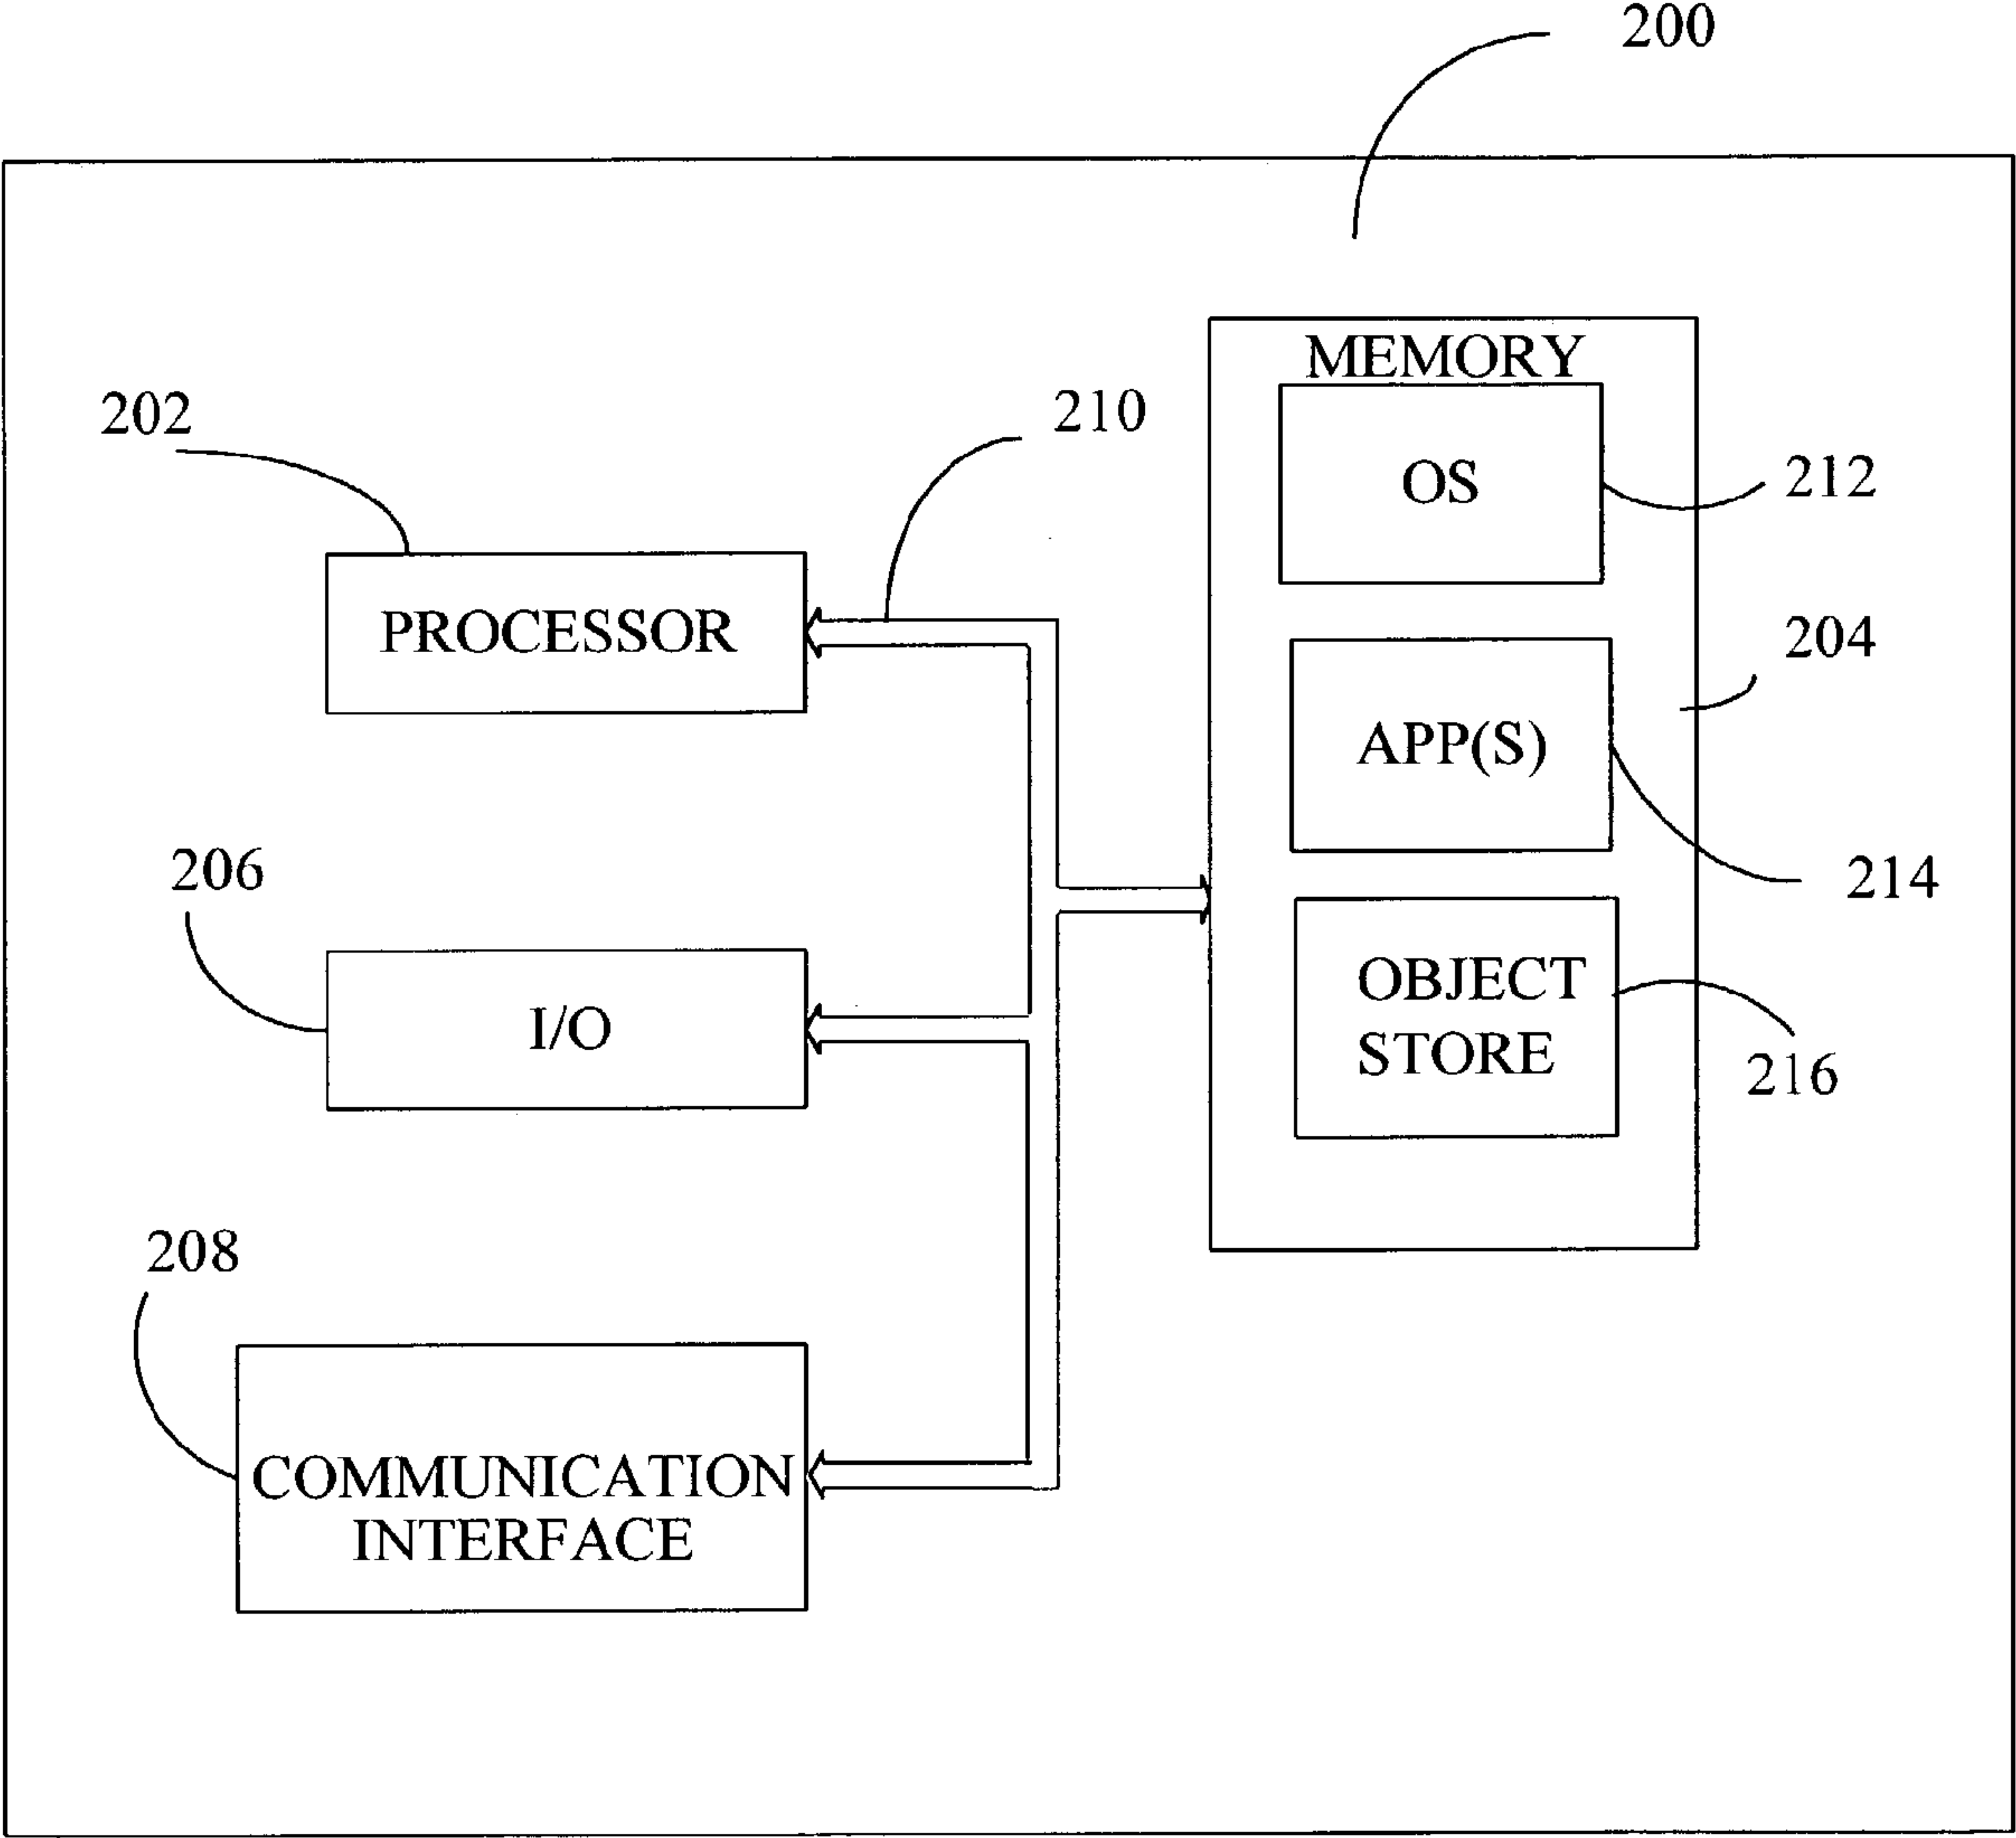 200
MEMORY
202
210
OS
212
PROCESSOR
204
APP(S)
206
214
I/O
OBJECT
STORE
216
208
COMMUNICATION
INTERFACE